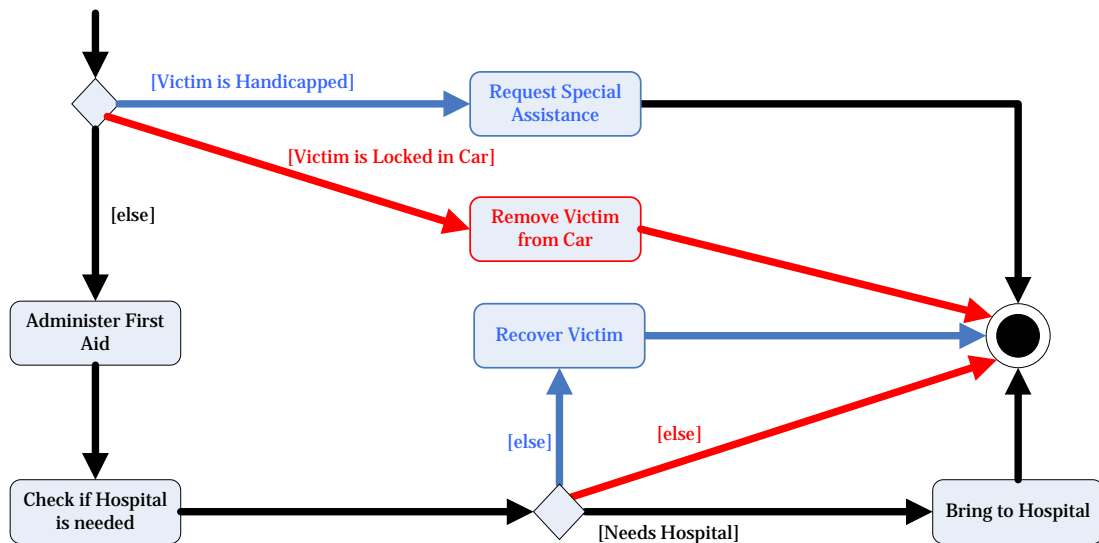 [Victim is Handicapped]
Request Special
Assistance
[Victim is Locked in Car]
[else]
Remove Victim
from Car
Administer First
Aid
Recover Victim
[else]
[else]
Check if Hospital
is needed
Bring to Hospital
[Needs Hospital]